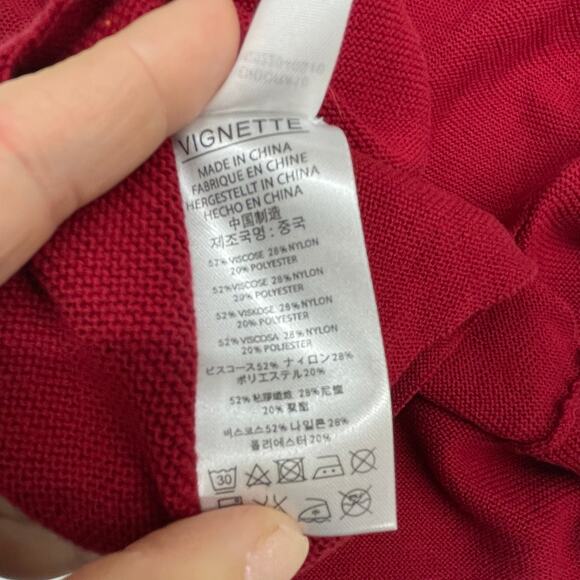 VIGNETTE
MADE IN CHINA
FABRIQUE EN CHINE
HERGESTELLT IN CHINA
HECHO EN CHINA
中国制造
제조국명:중국
52%VISCOSE 28%NYLON
20% POLYESTER
52%VISCOSE 28%NYLON
20% POLYESTER
52%VISKOSE 28%NYLON
20% POLYESTER
52%VISCOSA 28%NYLON
20% POLJESTER
ビスコース52% ナイロン28%
ポリエステル20%
52% 粘胶纖維 28%尼龍
20% 聚酯
비스코스52%나일론28%
폴리에스터20%
30